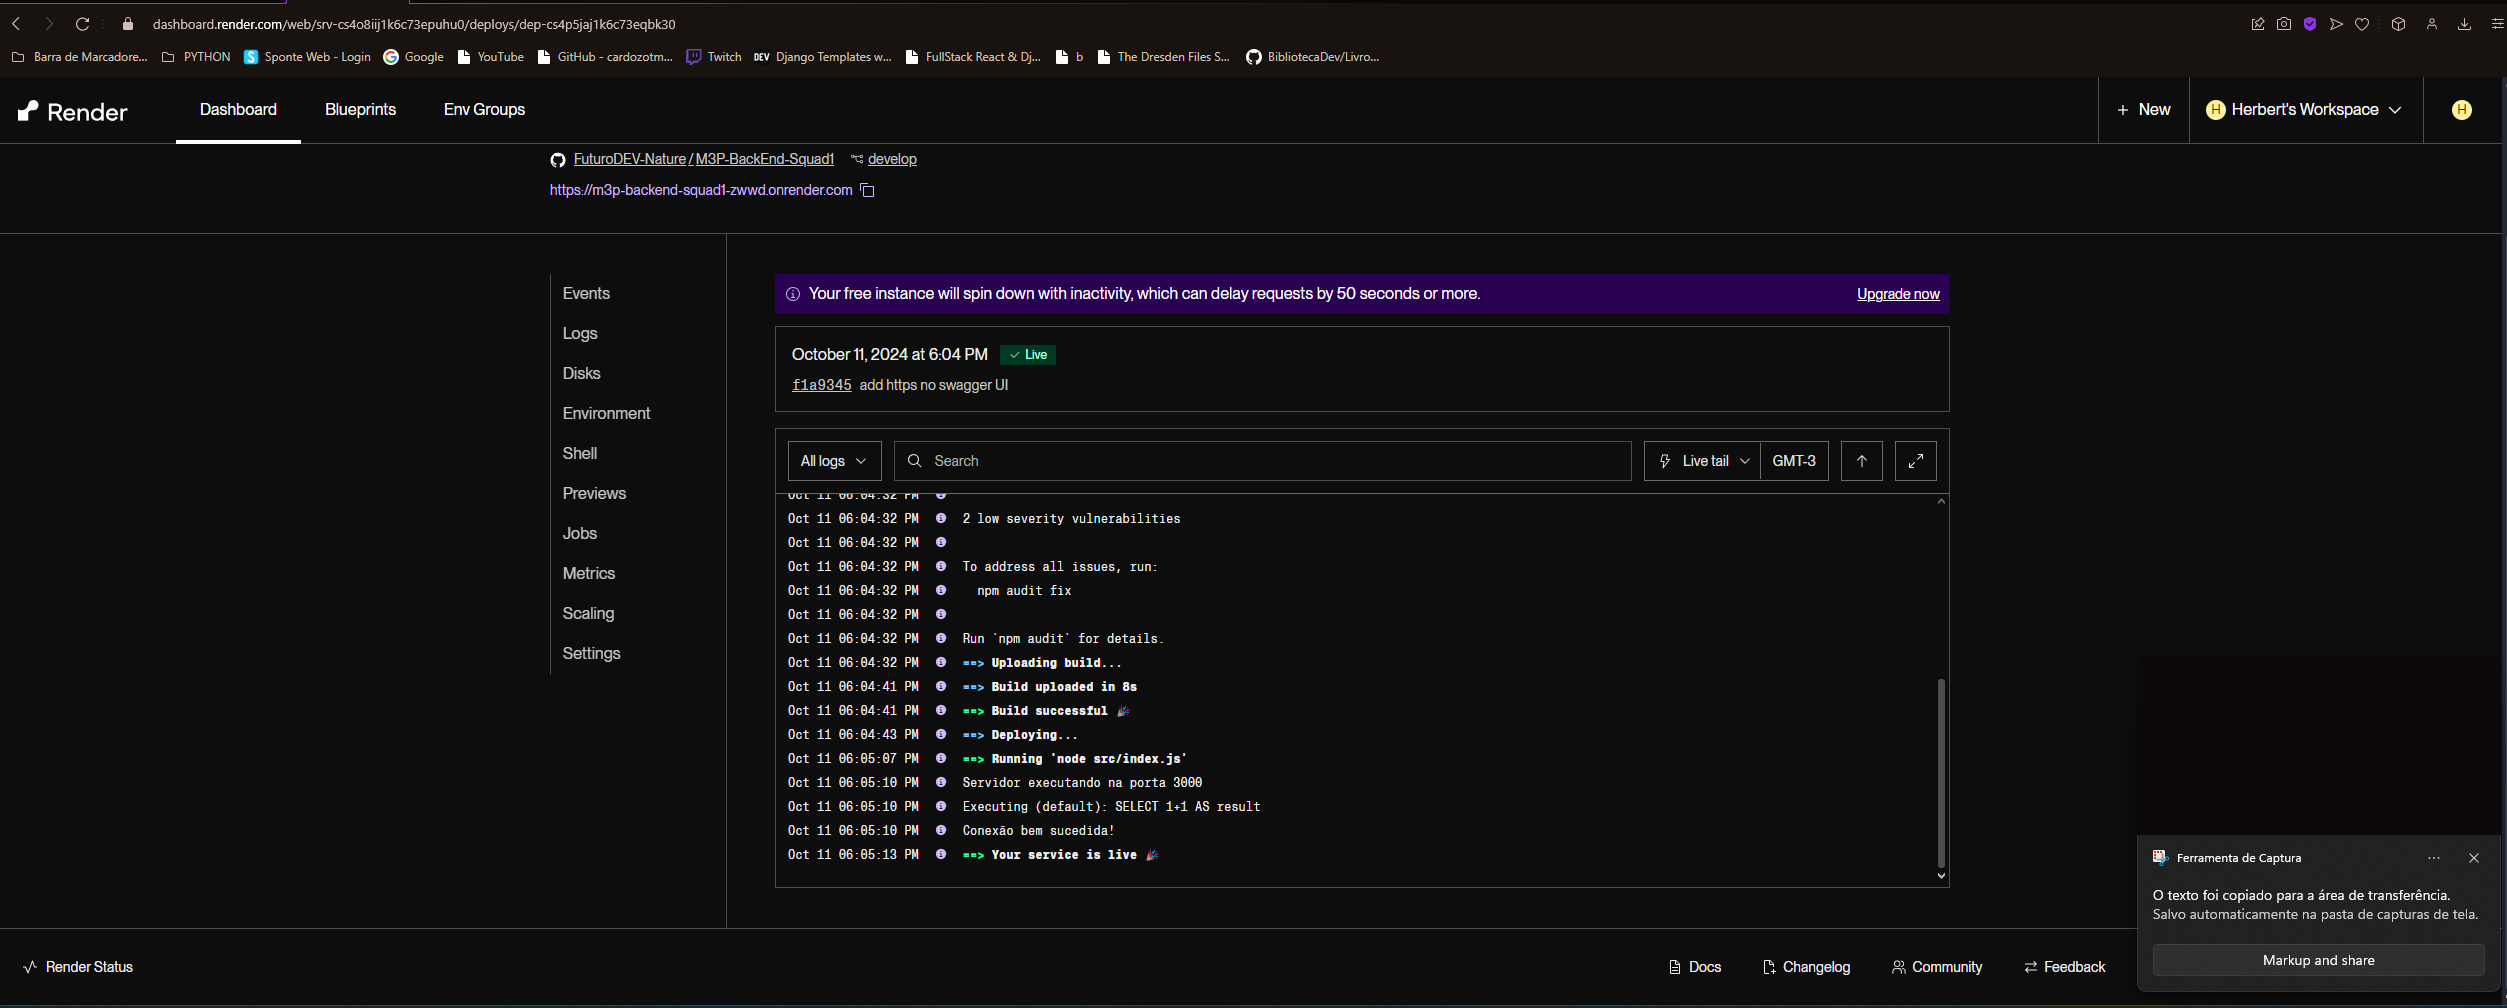 dashboard.render.com/web/srv-cs4o8iij1k6c73epuhu0/deploys/dep-cs4p5jaj1k6c73eqbk30
Barra de Marcadore... PYTHON Sponte Web - Login Google YouTube GitHub - cardozotm... Twitch DEV Django Templates w... FullStack React & Dj... b The Dresden Files S... BibliotecaDev/Livro...
Render Dashboard Blueprints Env Groups + New H Herbert's Workspace H
FuturoDEV-Nature / M3P-BackEnd-Squad1 develop
https://m3p-backend-squad1-zwwd.onrender.com
Events
Logs
Disks
Environment
Shell
Previews
Jobs
Metrics
Scaling
Settings
Your free instance will spin down with inactivity, which can delay requests by 50 seconds or more. Upgrade now
October 11, 2024 at 6:04 PM Live
f1a9345 add https no swagger UI
All logs Search Live tail GMT-3
Oct 11 06:04:32 PM
Oct 11 06:04:32 PM 2 low severity vulnerabilities
Oct 11 06:04:32 PM
Oct 11 06:04:32 PM To address all issues, run:
Oct 11 06:04:32 PM npm audit fix
Oct 11 06:04:32 PM
Oct 11 06:04:32 PM Run `npm audit` for details.
Oct 11 06:04:32 PM ==> Uploading build...
Oct 11 06:04:41 PM ==> Build uploaded in 8s
Oct 11 06:04:41 PM ==> Build successful 🎉
Oct 11 06:04:43 PM ==> Deploying...
Oct 11 06:05:07 PM ==> Running 'node src/index.js'
Oct 11 06:05:10 PM Servidor executando na porta 3000
Oct 11 06:05:10 PM Executing (default): SELECT 1+1 AS result
Oct 11 06:05:10 PM Conexão bem sucedida!
Oct 11 06:05:13 PM ==> Your service is live 🎉
Ferramenta de Captura
O texto foi copiado para a área de transferência.
Salvo automaticamente na pasta de capturas de tela.
Markup and share
Render Status Docs Changelog Community Feedback